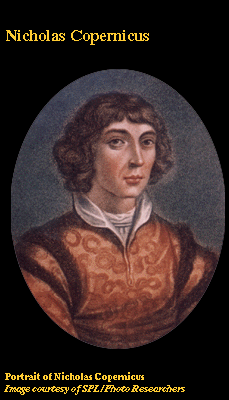 Nicholas Copernicus
Portrait of Nicholas Copernicus
Image courtesy of SPL/Photo Researchers